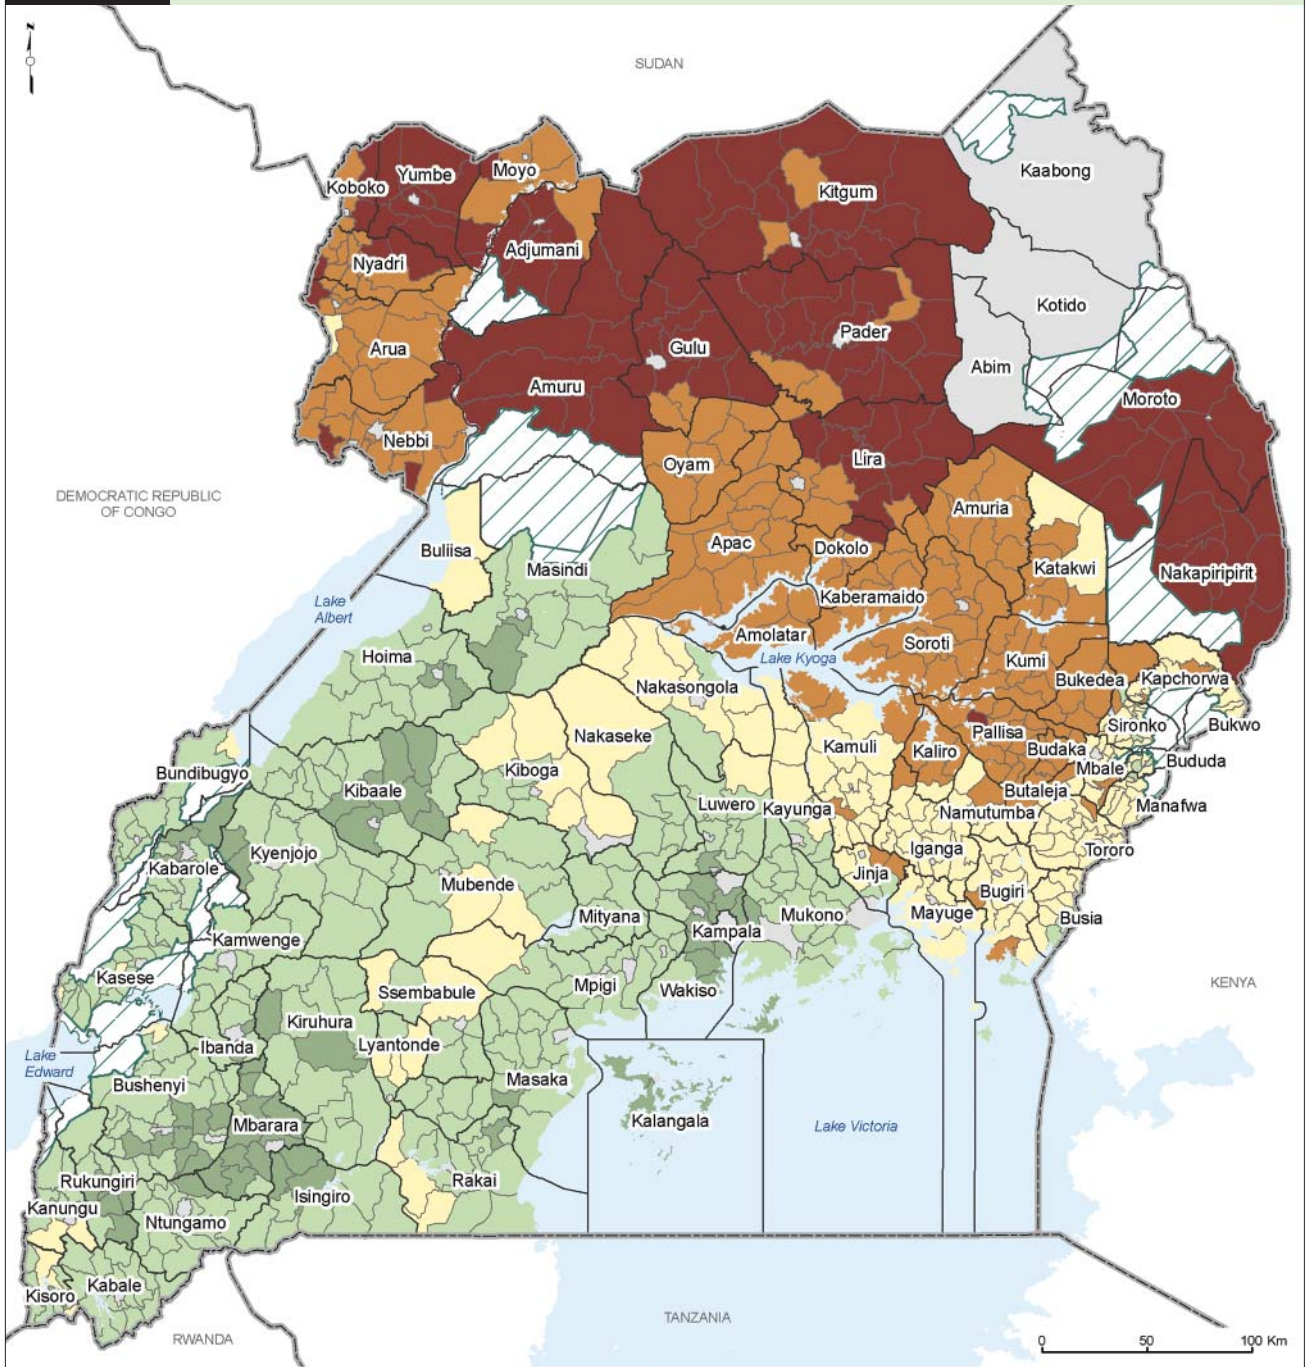 N
SUDAN
Kaabong
Yumbe
Moyo
Koboko
Kitgum
Adjumani
Nyadri
Kotido
Pader
Arua
Gulu
Abim
Amuru
Moroto
Nebbi
Oyam
Lira
DEMOCRATIC REPUBLIC
OF CONGO
Amuria
Apac
Dokolo
Buliisa
Masindi
Katakwi
Nakapiripirit
Kaberamaido
Lake
Albert
Amolatar
Soroti
Lake Kyoga
Hoima
Kumi
Bukedea
Kapchorwa
Nakasongola
Sironko
Bukwo
Pallisa
Nakaseke
Kamuli
Kaliro
Budaka
Bundibugyo
Kiboga
Mbale
Bududa
Kibaale
Butaleja
Luwero
Kayunga
Manafwa
Namutumba
Kyenjojo
Iganga
Tororo
Kabarole
Jinja
Mubende
Bugiri
Mityana
Mukono
Mayuge
Busia
Kampala
Kamwenge
Kasese
Mpigi
Wakiso
Ssembabule
KENYA
Kiruhura
Ibanda
Lyantonde
Lake
Edward
Bushenyi
Masaka
Mbarara
Kalangala
Lake Victoria
Rukungiri
Rakai
Isingiro
Kanungu
Ntungamo
Kabale
Kisoro
TANZANIA
RWANDA
0 50 100 Km